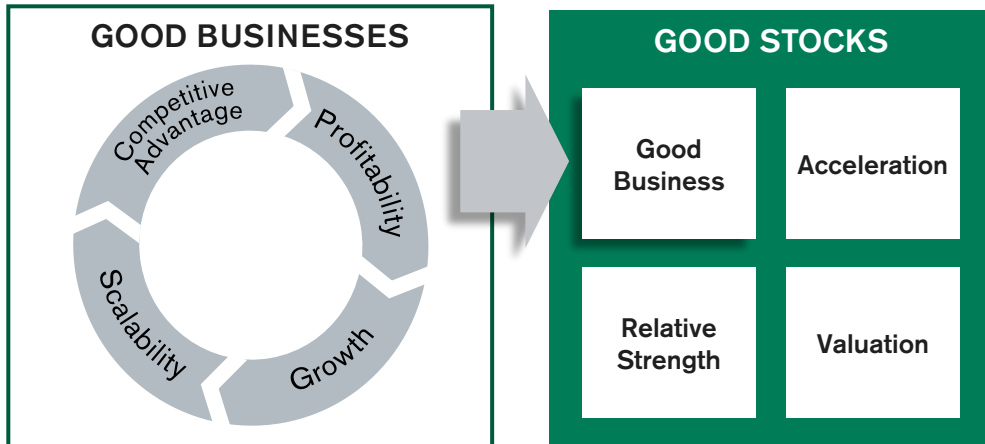 GOOD BUSINESSES
Competitive
Advantage
Profitability
Growth
Scalability
GOOD STOCKS
Good
Business
Acceleration
Relative
Strength
Valuation